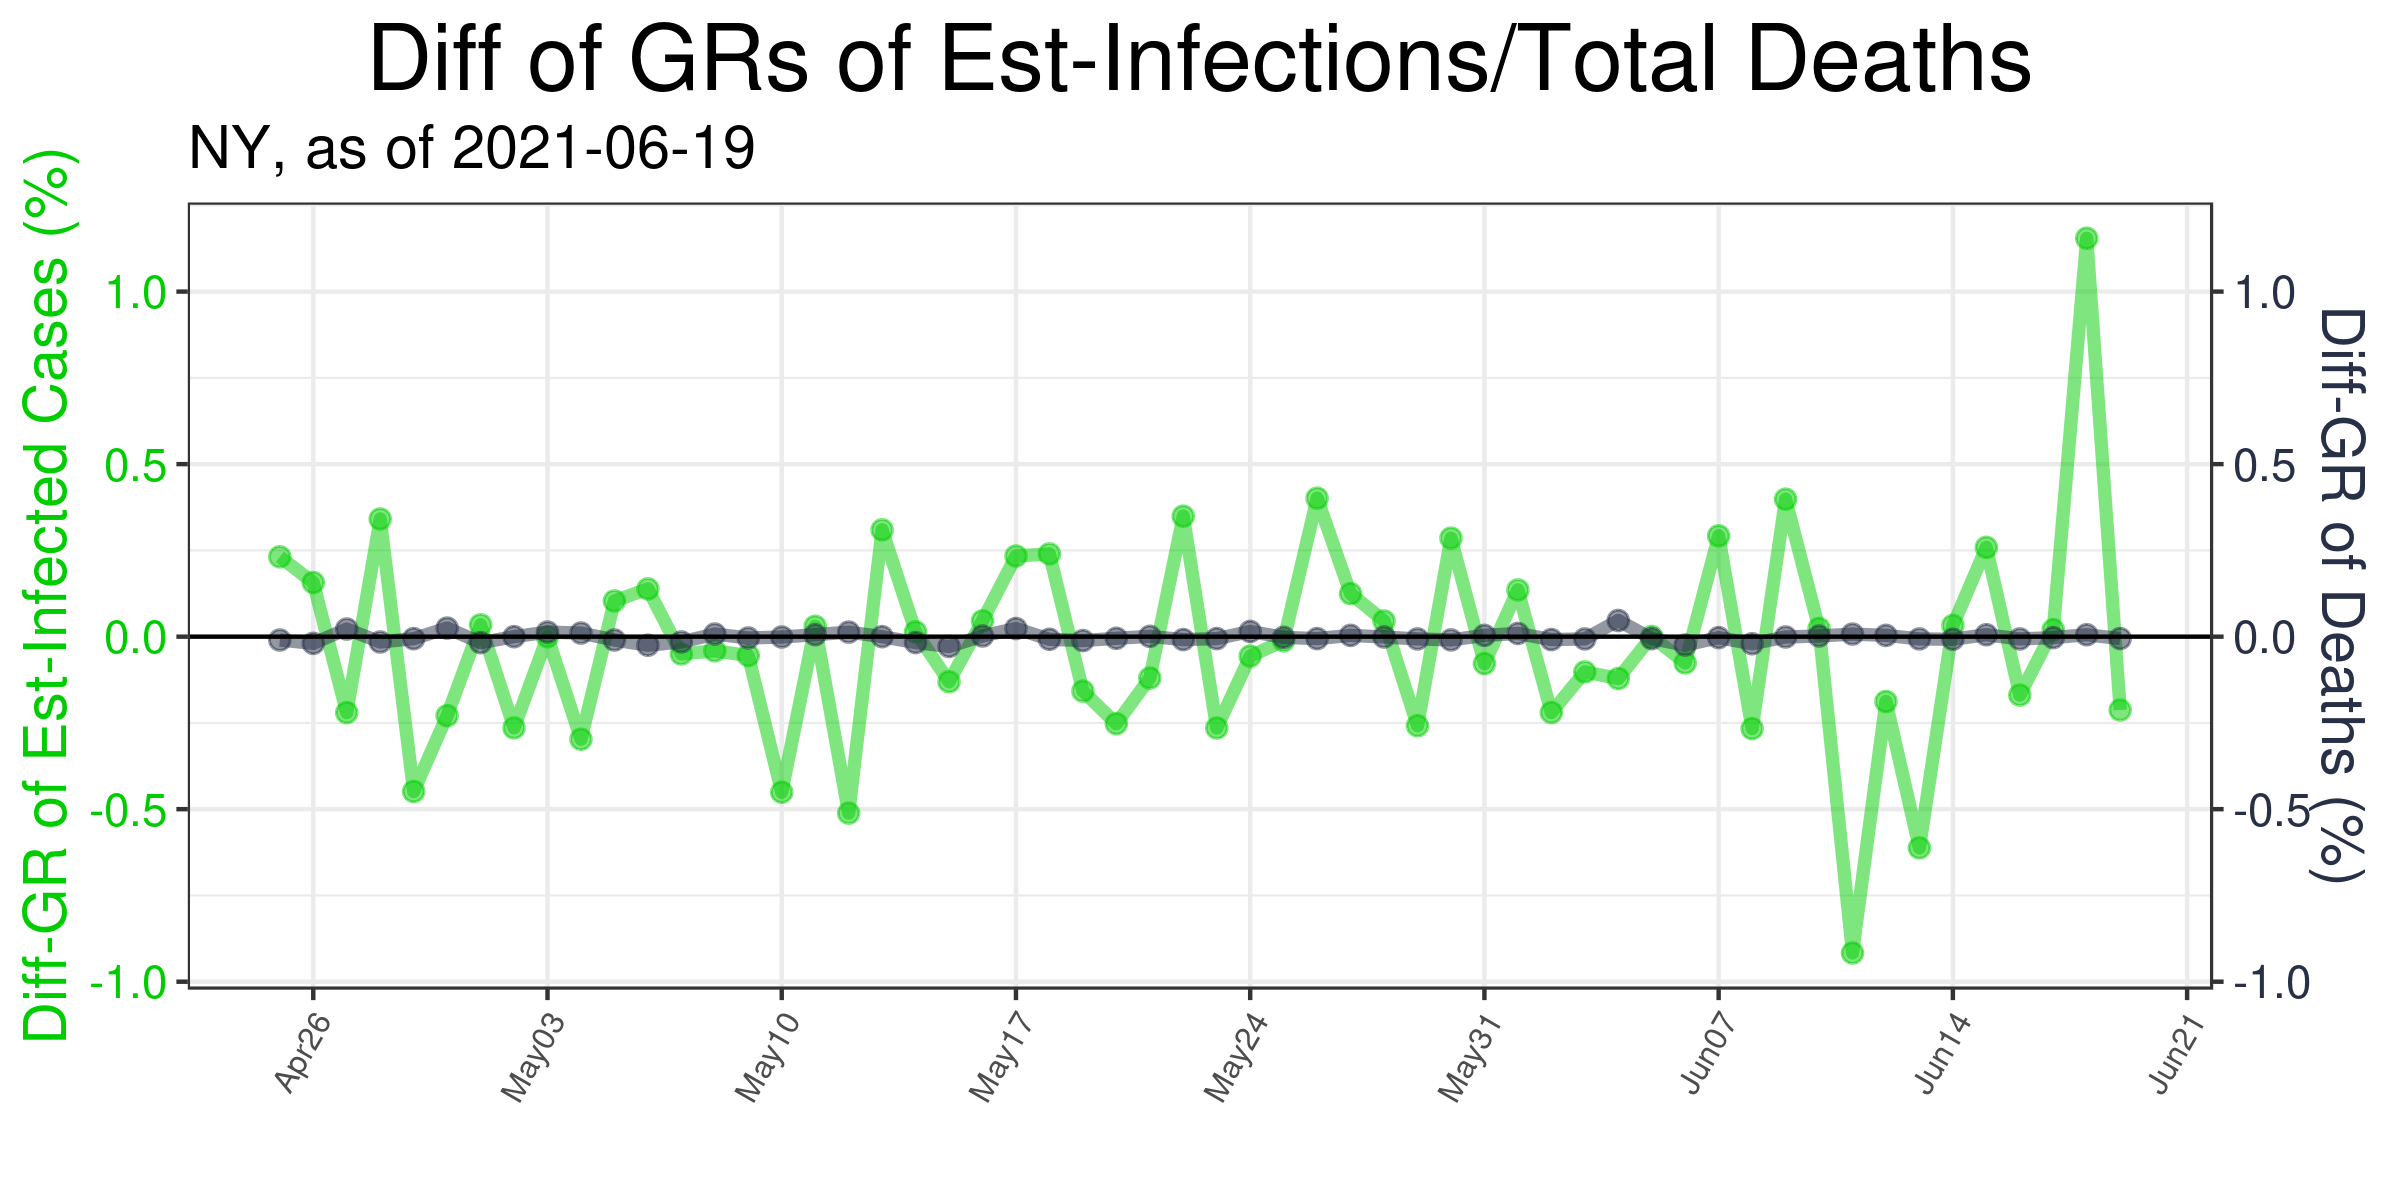 Diff of GRs of Est-Infections/Total Deaths
NY, as of 2021-06-19
Diff-GR of Est-Infected Cases (%)
1.0
0.5
0.0
-0.5
-1.0
1.0
0.5
0.0
-0.5
-1.0
Diff-GR of Deaths (%)
Apr26
May03
May10
May17
May24
May31
Jun07
Jun14
Jun21